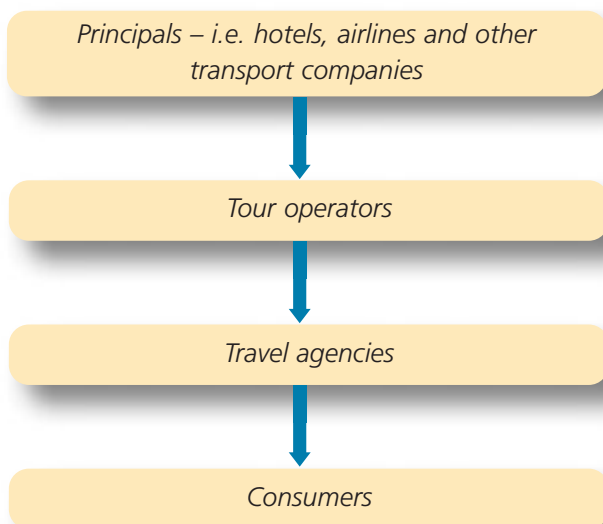 Principals – i.e. hotels, airlines and other
transport companies
Tour operators
Travel agencies
Consumers